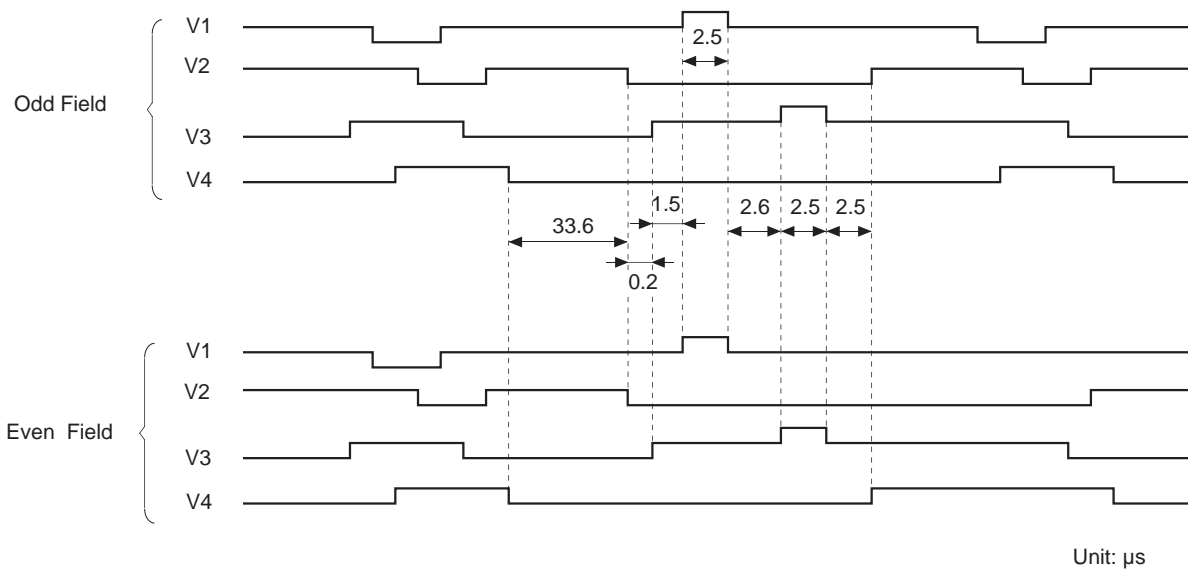 V1
2.5
V2
Odd Field
V3
V4
1.5
2.6 2.5 2.5
33.6
0.2
V1
V2
Even Field
V3
V4
Unit: μs